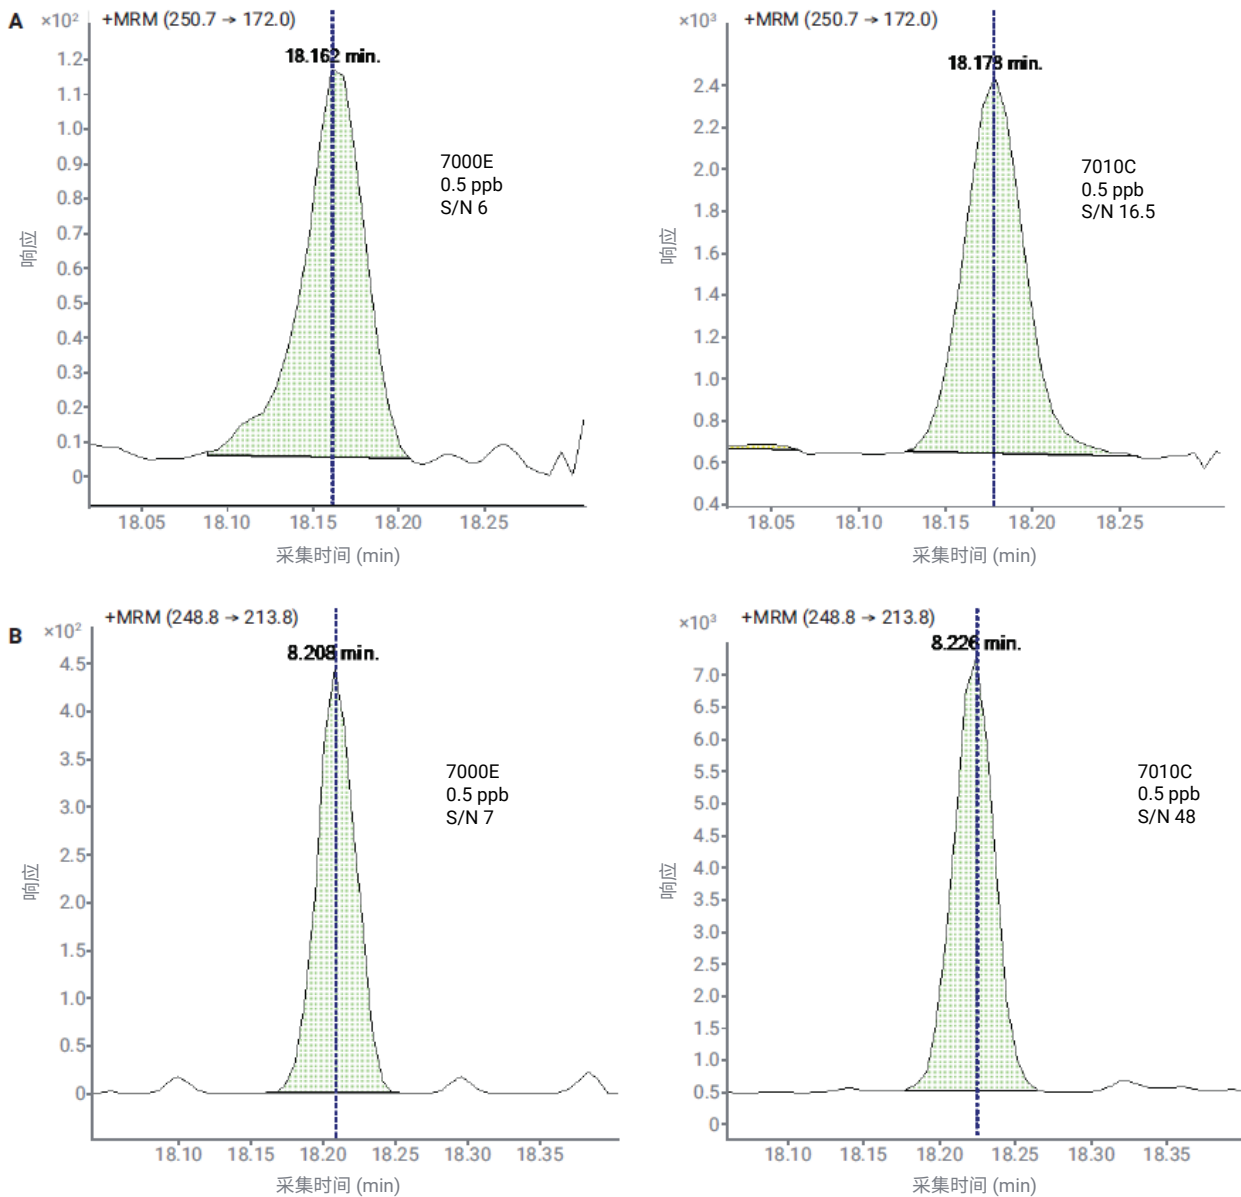 A
×10²
+MRM (250.7 → 172.0)
18.162 min.
1.2
1.1
1.0
0.9
0.8
0.7
0.6
0.5
0.4
0.3
0.2
0.1
0
响应
7000E
0.5 ppb
S/N 6
18.05
18.10
18.15
18.20
18.25
采集时间 (min)
×10³
+MRM (250.7 → 172.0)
18.178 min.
2.4
2.2
2.0
1.8
1.6
1.4
1.2
1.0
0.8
0.6
0.4
响应
7010C
0.5 ppb
S/N 16.5
18.05
18.10
18.15
18.20
18.25
采集时间 (min)
B
×10²
+MRM (248.8 → 213.8)
8.208 min.
4.5
4.0
3.5
3.0
2.5
2.0
1.5
1.0
0.5
0
响应
7000E
0.5 ppb
S/N 7
18.10
18.15
18.20
18.25
18.30
18.35
采集时间 (min)
×10³
+MRM (248.8 → 213.8)
8.226 min.
7.0
6.5
6.0
5.5
5.0
4.5
4.0
3.5
3.0
2.5
2.0
1.5
1.0
0.5
0
响应
7010C
0.5 ppb
S/N 48
18.10
18.15
18.20
18.25
18.30
18.35
采集时间 (min)